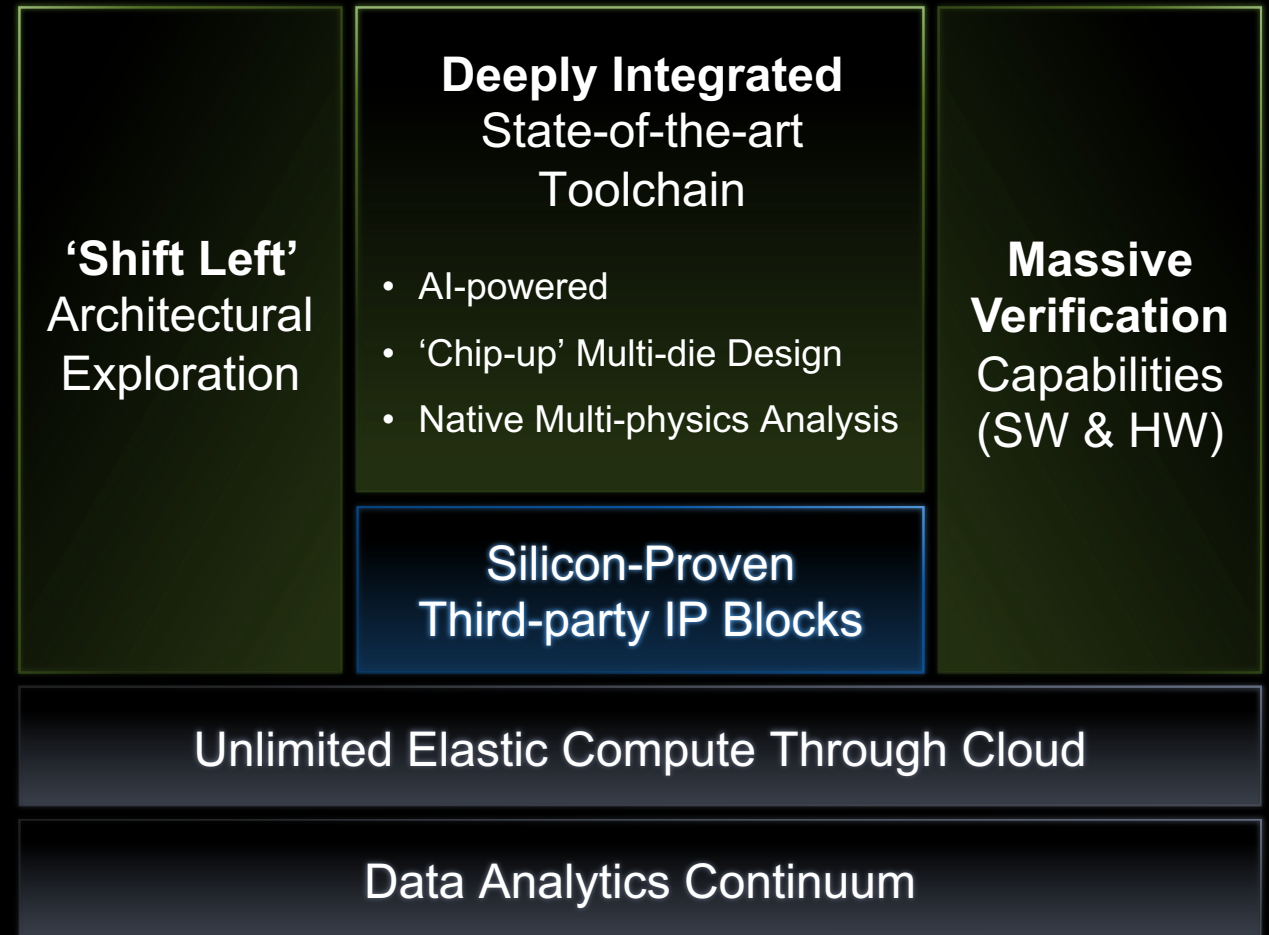 ‘Shift Left’
Architectural
Exploration
Deeply Integrated
State-of-the-art
Toolchain
• AI-powered
• ‘Chip-up’ Multi-die Design
• Native Multi-physics Analysis
Massive
Verification
Capabilities
(SW & HW)
Silicon-Proven
Third-party IP Blocks
Unlimited Elastic Compute Through Cloud
Data Analytics Continuum